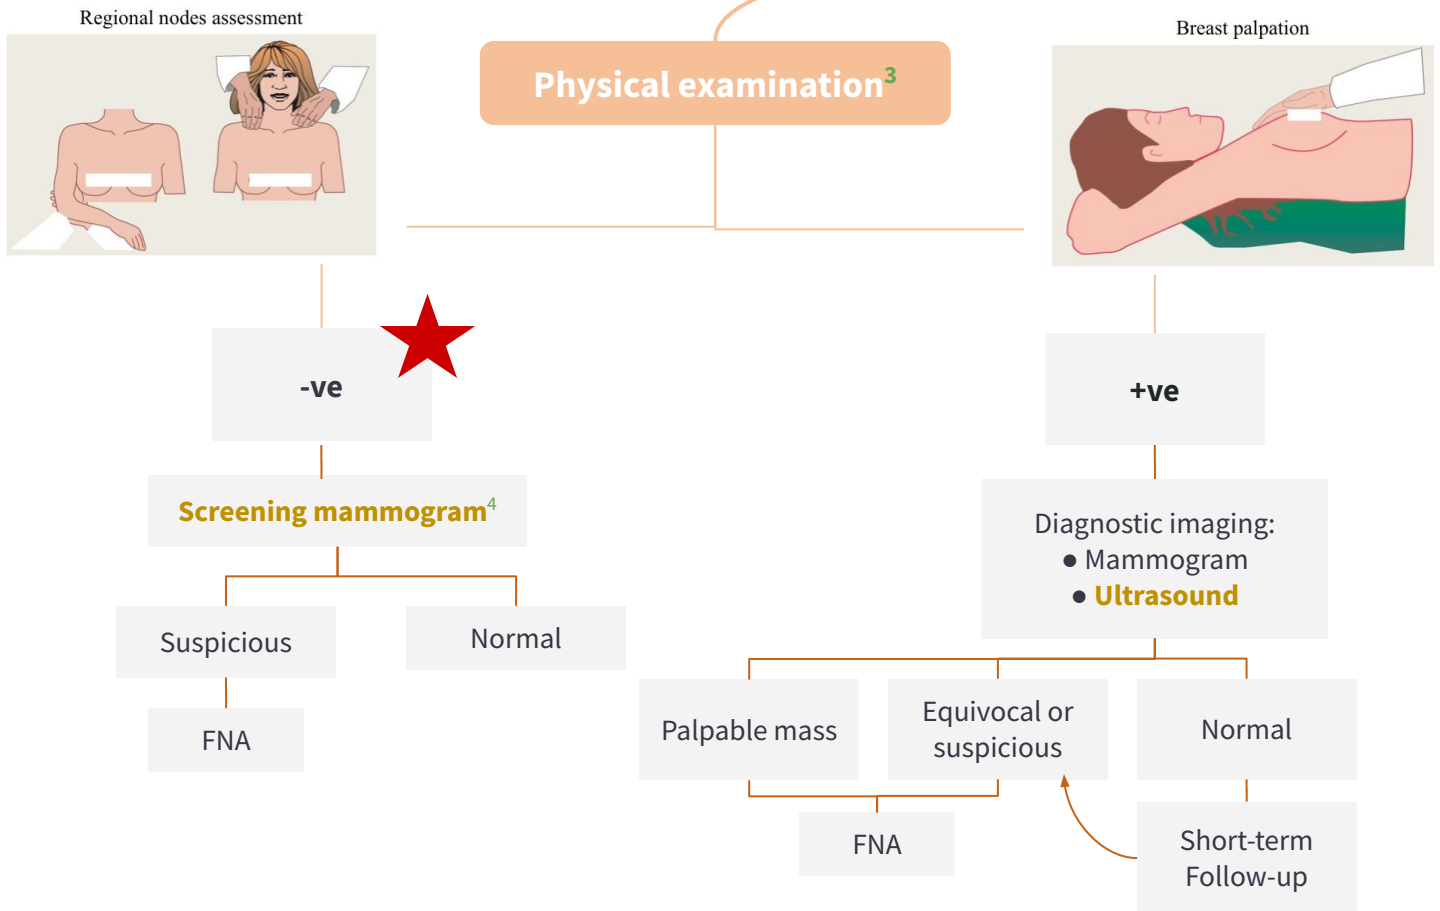 Regional nodes assessment
Breast palpation
Physical examination3
-ve
+ve
Screening mammogram4
Diagnostic imaging:
● Mammogram
● Ultrasound
Suspicious
Normal
FNA
Palpable mass
Equivocal or
suspicious
Normal
FNA
Short-term
Follow-up